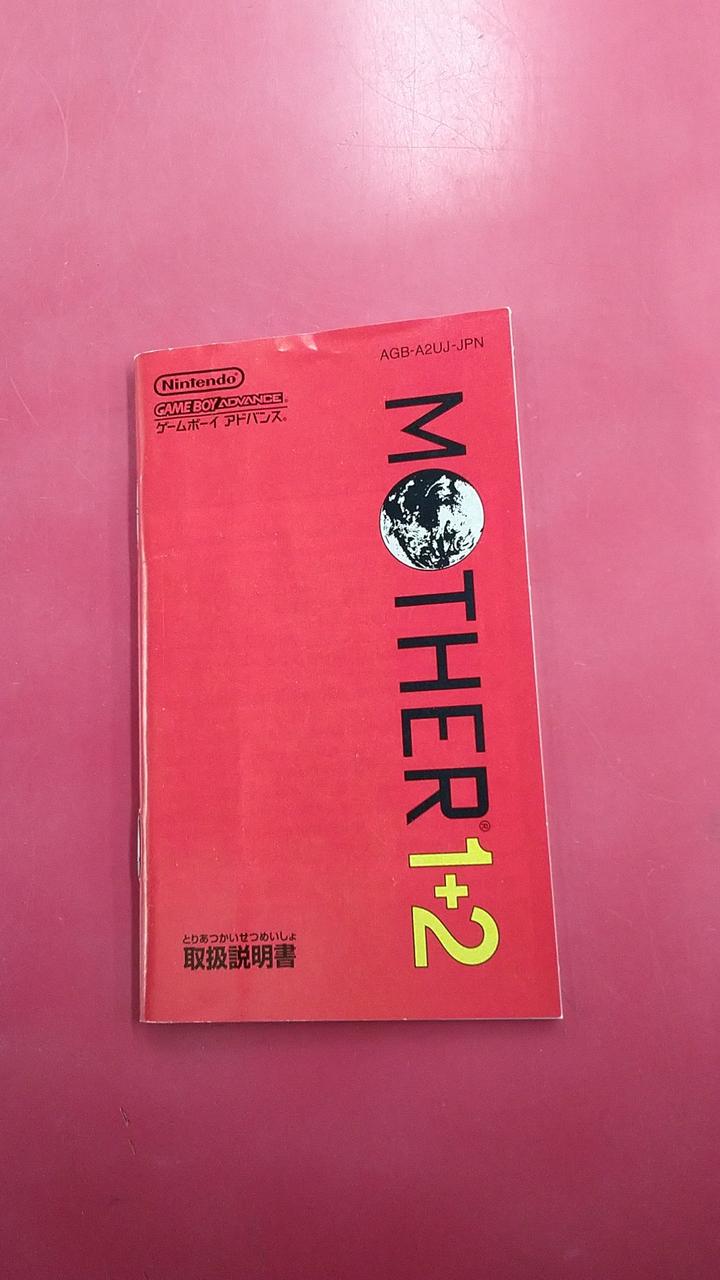 AGB-A2UJ-JPN
Nintendo®
GAME BOY ADVANCE®
ゲームボーイ アドバンス®
MOTHER® 1+2
とりあつかいせつめいしょ
取扱説明書